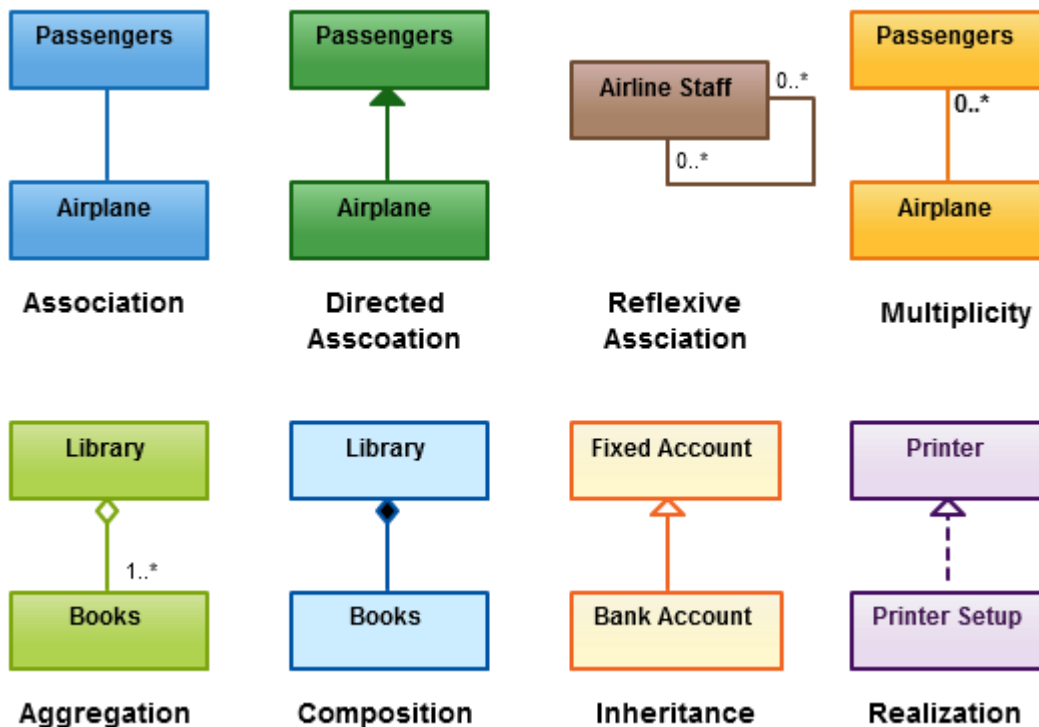 Passengers
Airplane
Association
Passengers
Airplane
Directed
Asscoation
Airline Staff
0..*
0..*
Reflexive
Assciation
Passengers
0..*
Airplane
Multiplicity
Library
1..*
Books
Aggregation
Library
Books
Composition
Fixed Account
Bank Account
Inheritance
Printer
Printer Setup
Realization